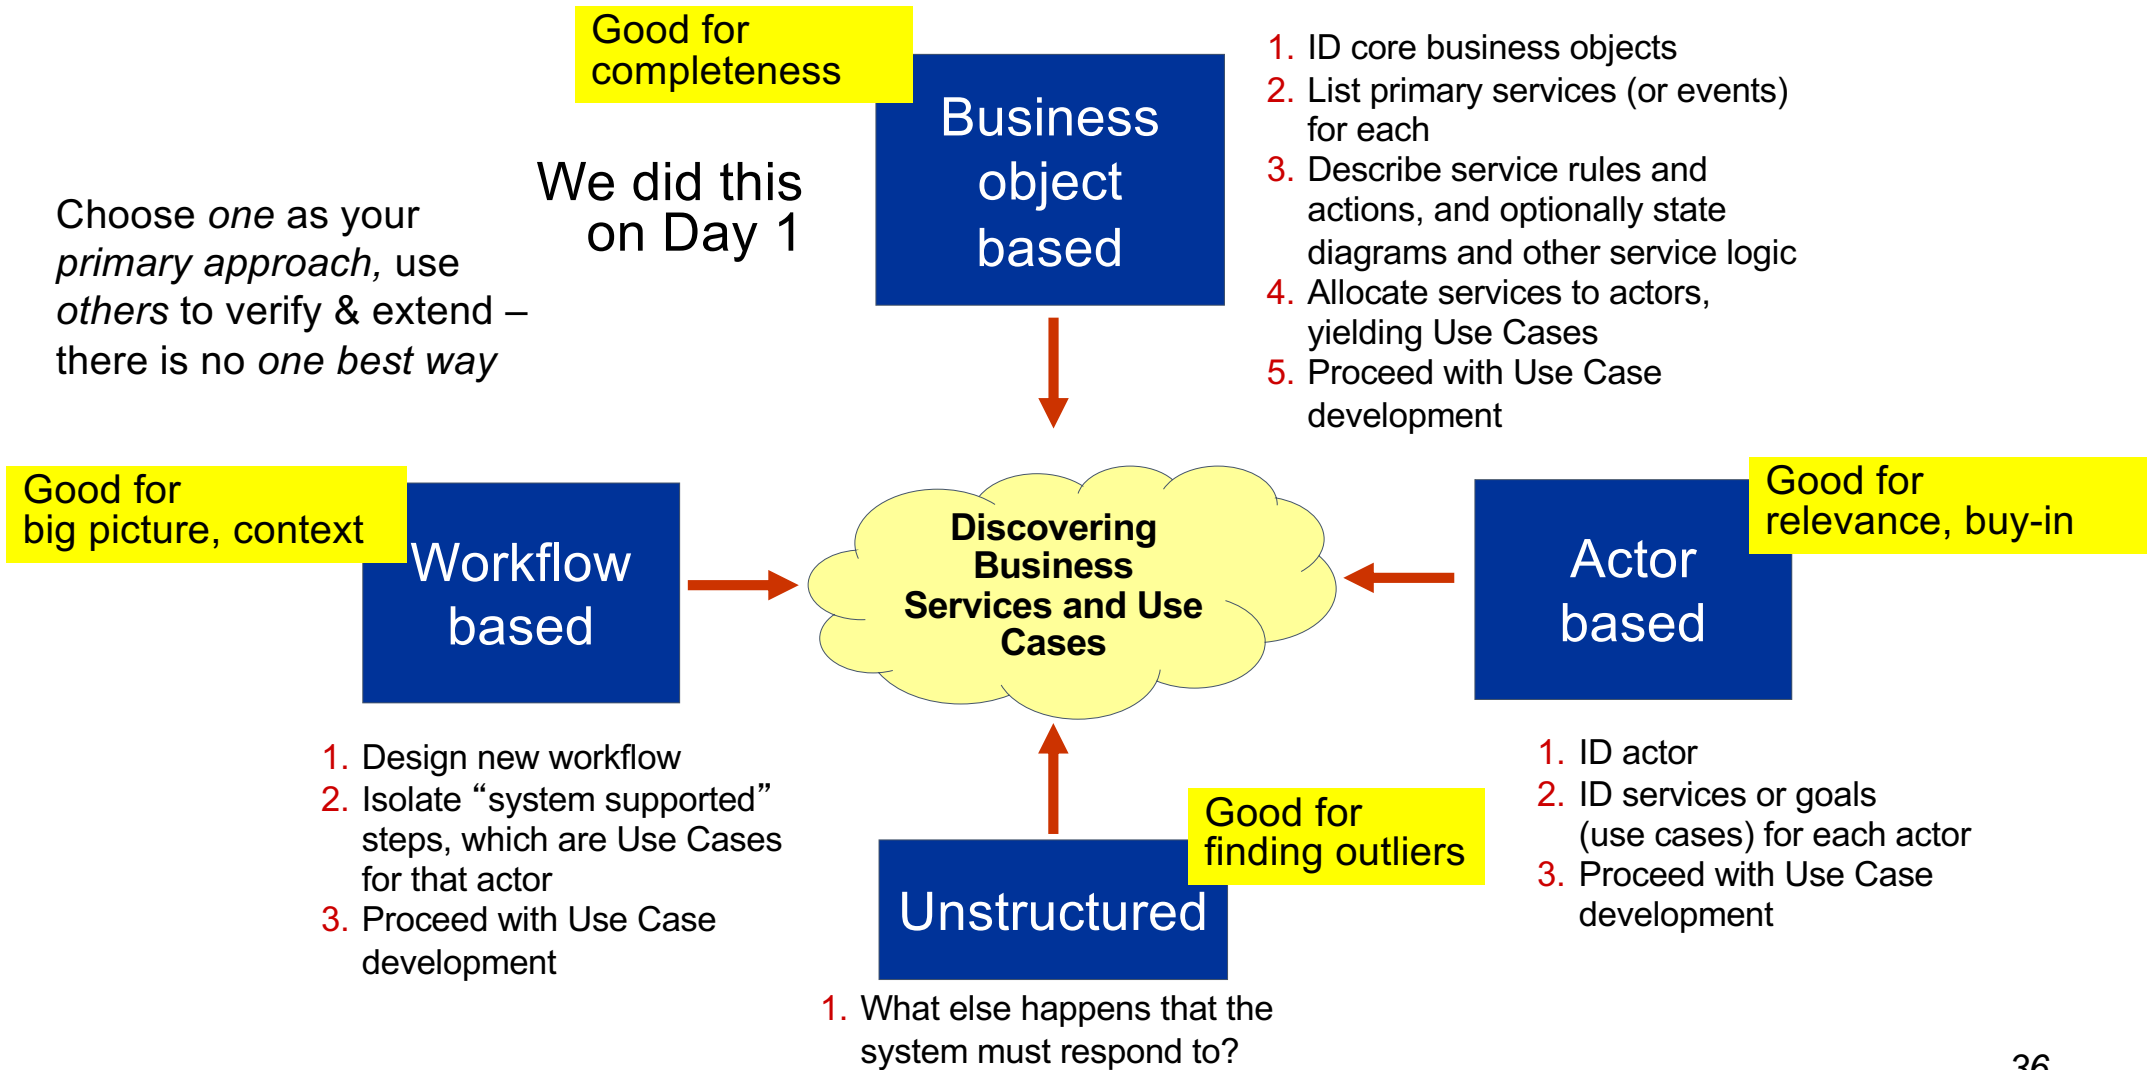 Good for
completeness
Business
object
based
We did this
on Day 1
1. ID core business objects
2. List primary services (or events)
for each
3. Describe service rules and
actions, and optionally state
diagrams and other service logic
4. Allocate services to actors,
yielding Use Cases
5. Proceed with Use Case
development
Choose one as your
primary approach, use
others to verify & extend –
there is no one best way
Good for
big picture, context
Workflow
based
Discovering
Business
Services and Use
Cases
Good for
relevance, buy-in
Actor
based
1. Design new workflow
2. Isolate “system supported”
steps, which are Use Cases
for that actor
3. Proceed with Use Case
development
Good for
finding outliers
Unstructured
1. What else happens that the
system must respond to?
1. ID actor
2. ID services or goals
(use cases) for each actor
3. Proceed with Use Case
development
36